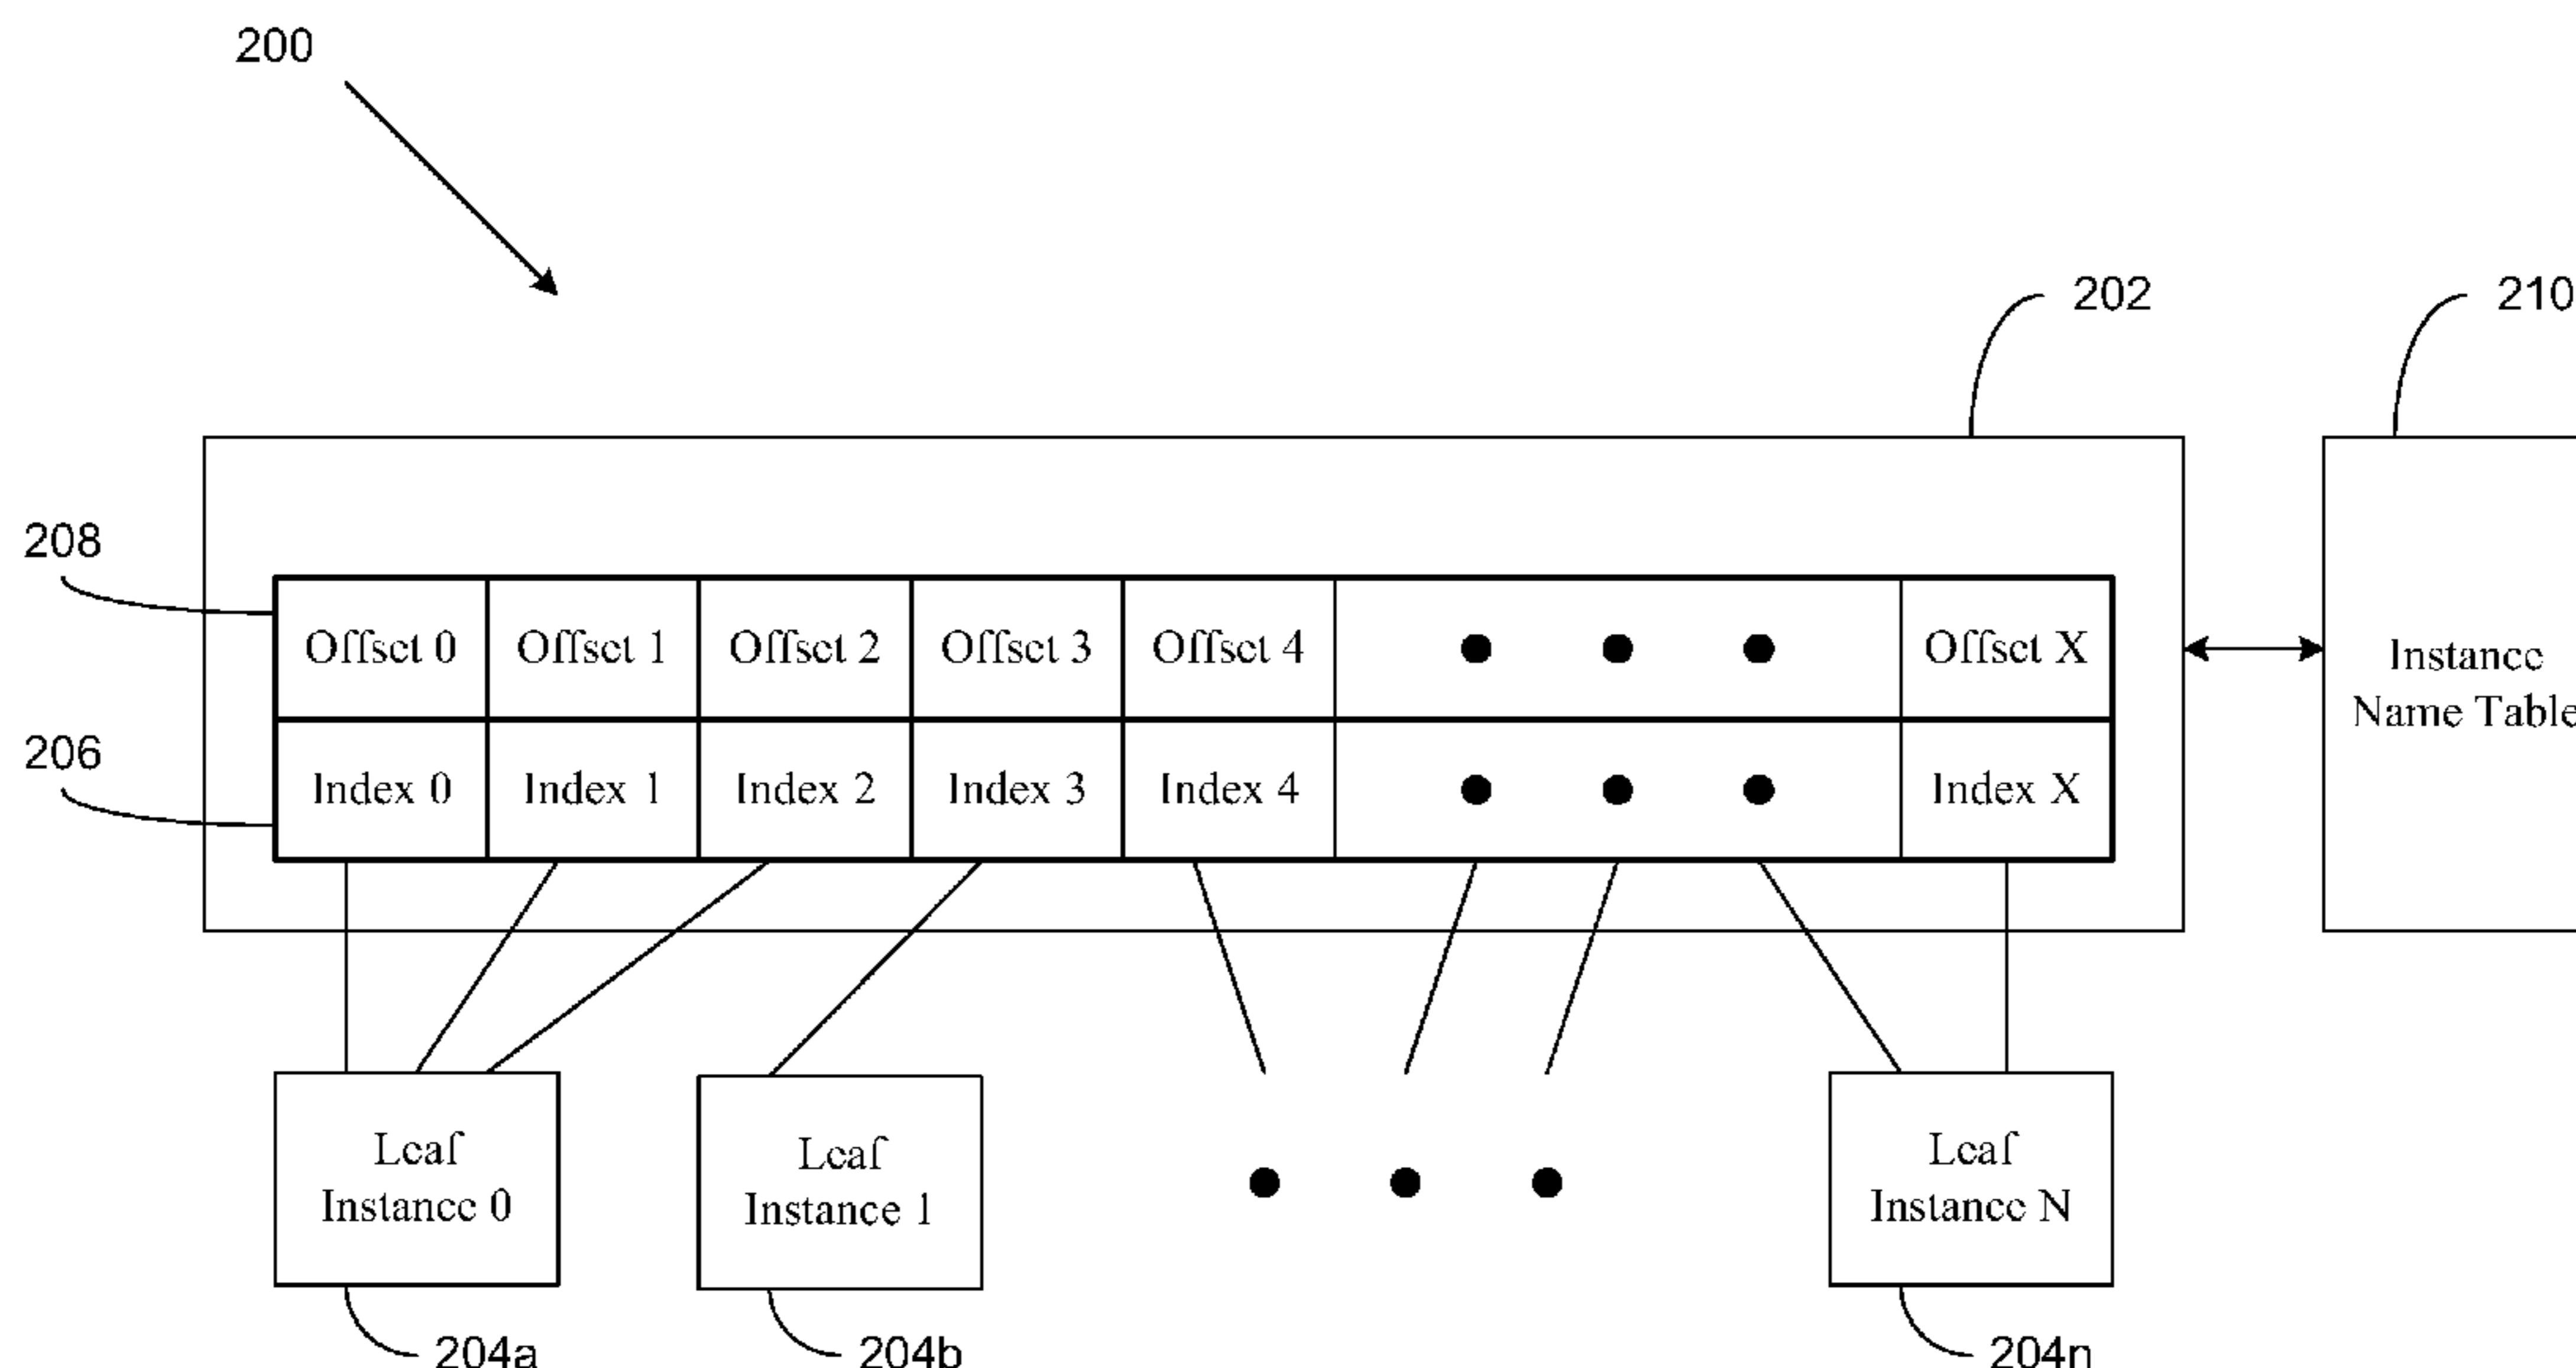 200
202
210
208
Offset 0 Offset 1 Offset 2 Offset 3 Offset 4 Offset X
Instance
Name Table
206
Index 0 Index 1 Index 2 Index 3 Index 4 Index X
Leaf
Instance 0
Leaf
Instance 1
Leaf
Instance N
204a
204b
204n